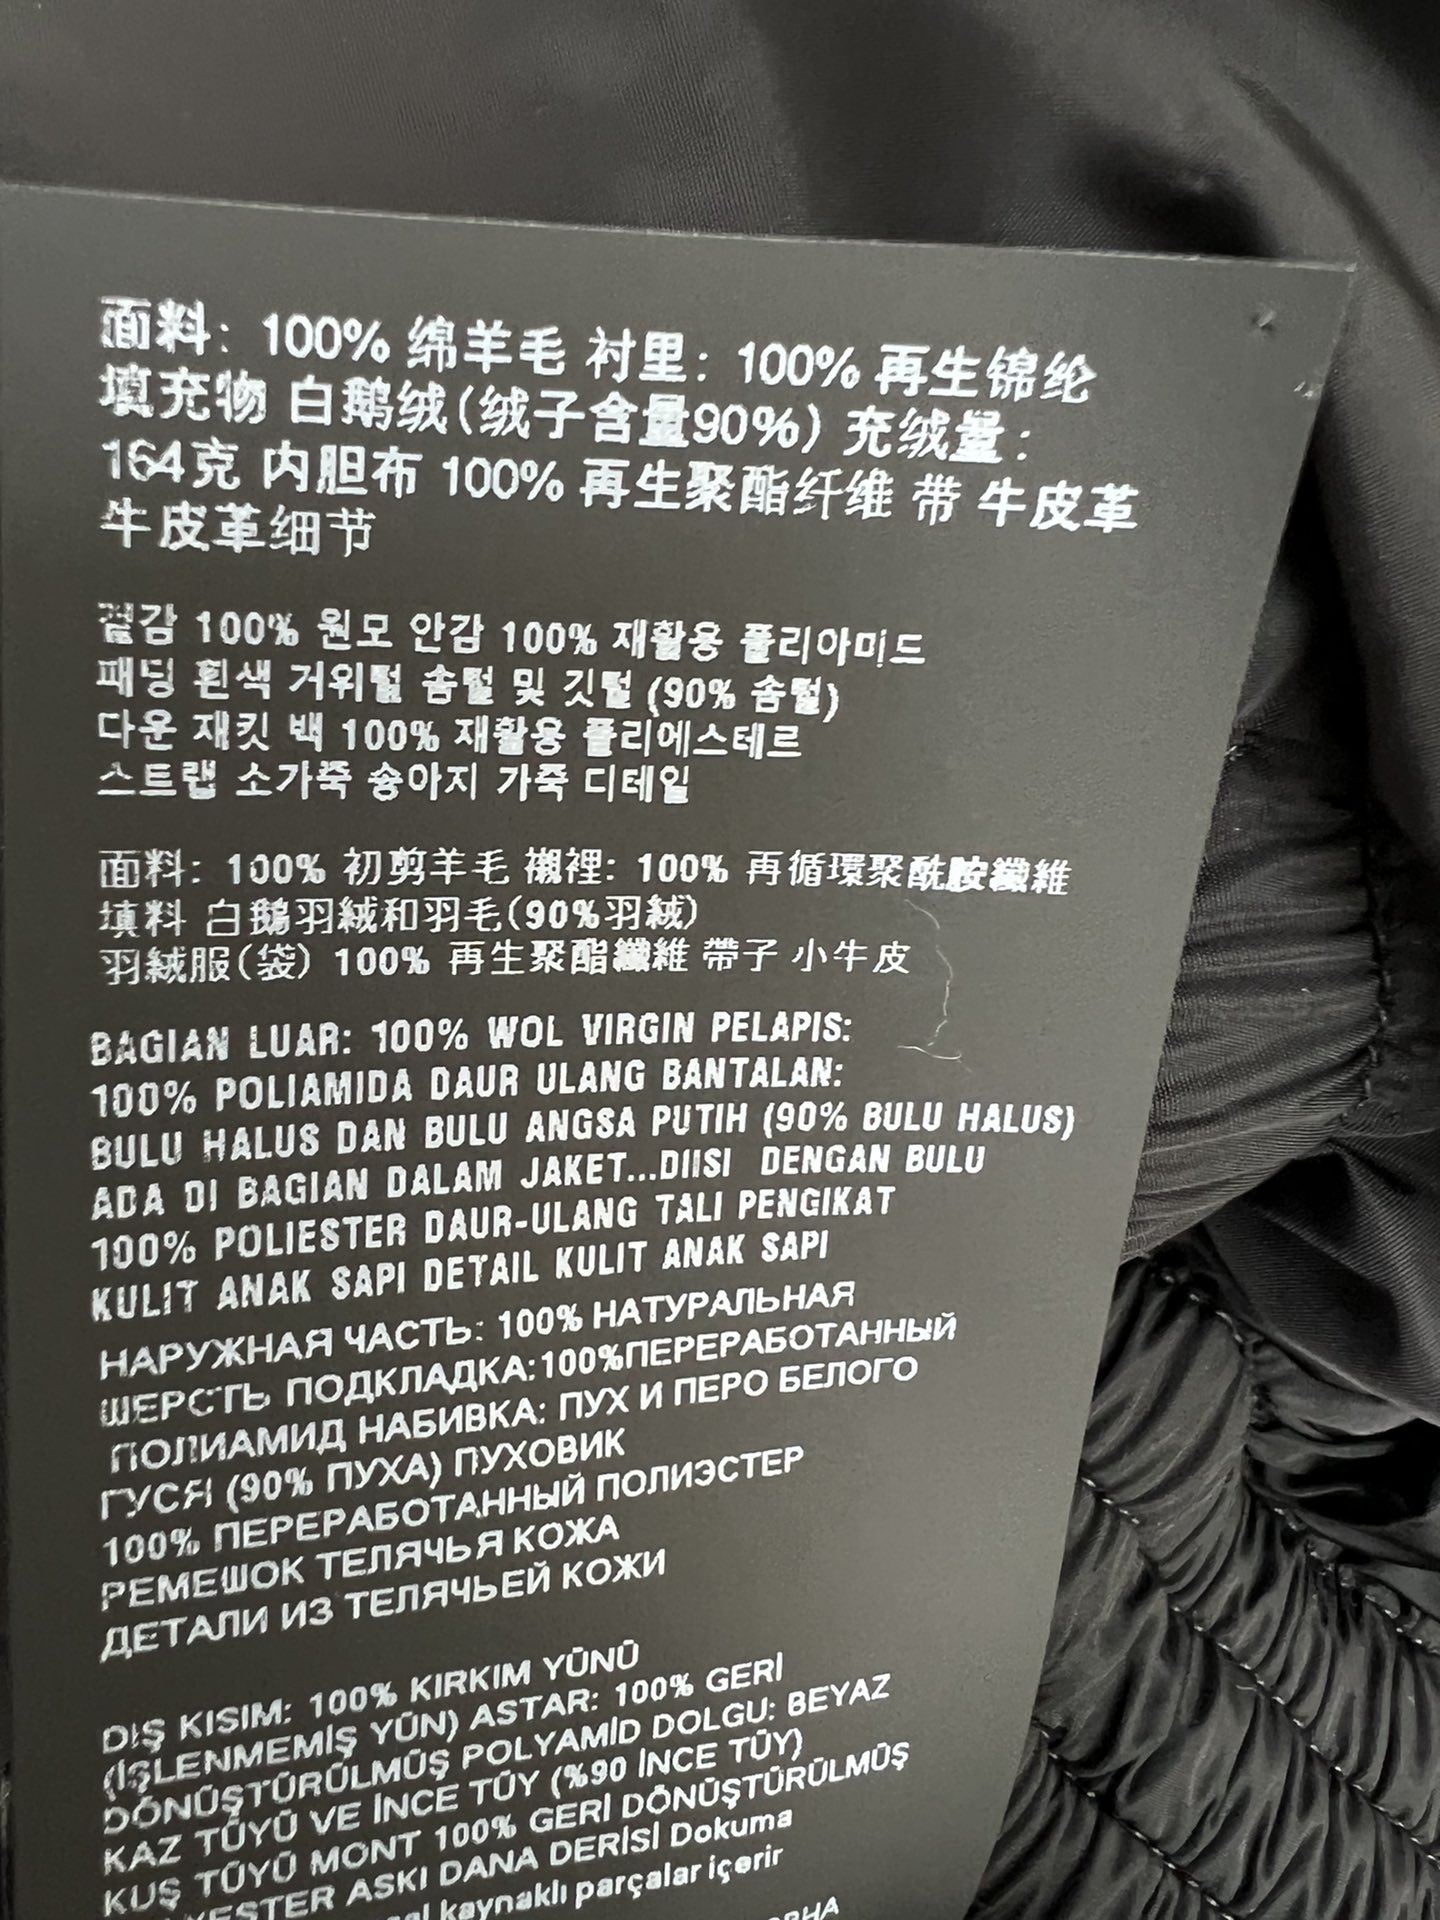 面料: 100% 绵羊毛 衬里: 100% 再生锦纶
填充物 白鹅绒(绒子含量90%) 充绒量:
164克 内胆布 100% 再生聚酯纤维 带 牛皮革
牛皮革细节
겉감 100% 원모 안감 100% 재활용 폴리아미드
패딩 흰색 거위털 솜털 및 깃털 (90% 솜털)
다운 재킷 백 100% 재활용 폴리에스테르
스트랩 소가죽 송아지 가죽 디테일
面料: 100% 初剪羊毛 襯裡: 100% 再循環聚酰胺纖維
填料 白鵝羽絨和羽毛(90%羽絨)
羽絨服(袋) 100% 再生聚酯纖維 帶子 小牛皮
BAGIAN LUAR: 100% WOL VIRGIN PELAPIS:
100% POLIAMIDA DAUR ULANG BANTALAN:
BULU HALUS DAN BULU ANGSA PUTIH (90% BULU HALUS)
ADA DI BAGIAN DALAM JAKET...DIISI DENGAN BULU
100% POLIESTER DAUR-ULANG TALI PENGIKAT
KULIT ANAK SAPI DETAIL KULIT ANAK SAPI
НАРУЖНАЯ ЧАСТЬ: 100% НАТУРАЛЬНАЯ
ШЕРСТЬ ПОДКЛАДКА:100%ПЕРЕРАБОТАННЫЙ
ПОЛИАМИД НАБИВКА: ПУХ И ПЕРО БЕЛОГО
ГУСЯ (90% ПУХА) ПУХОВИК
100% ПЕРЕРАБОТАННЫЙ ПОЛИЭСТЕР
РЕМЕШОК ТЕЛЯЧЬЯ КОЖА
ДЕТАЛИ ИЗ ТЕЛЯЧЬЕЙ КОЖИ
DIŞ KISIM: 100% KIRKIM YÜNÜ
(İŞLENMEMİŞ YÜN) ASTAR: 100% GERİ
DÖNÜŞTÜRÜLMÜŞ POLYAMİD DOLGU: BEYAZ
KAZ TÜYÜ VE İNCE TÜY (%90 İNCE TÜY)
KUŞ TÜYÜ MONT 100% GERİ DÖNÜŞTÜRÜLMÜŞ
ASKI DANA DERİSİ Dokuma
kaynaklı parçalar içerir